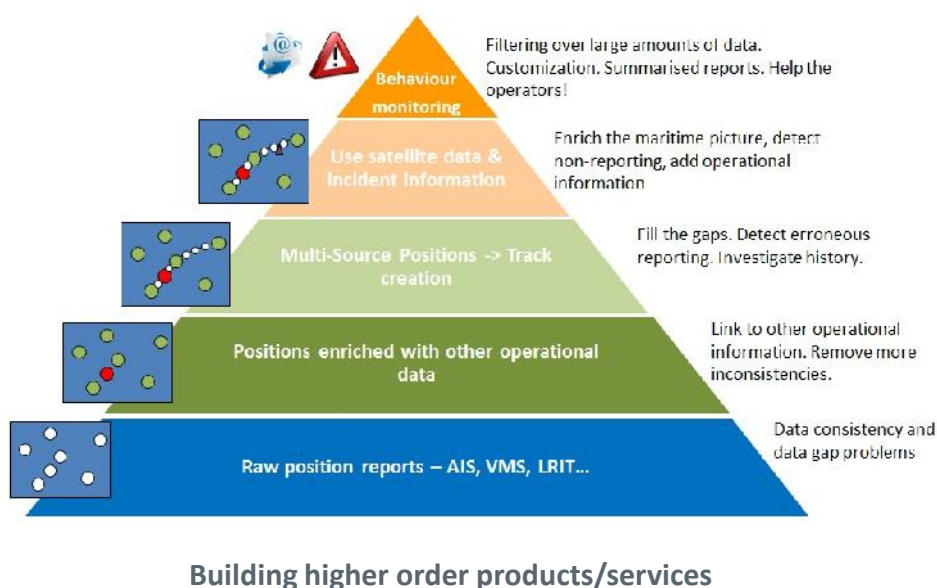 Behaviour
monitoring
Filtering over large amounts of data.
Customization. Summarised reports. Help the
operators!
Use satellite data &
Incident Information
Enrich the maritime picture, detect
non-reporting, add operational
information
Multi-Source Positions -> Track
creation
Fill the gaps. Detect erroneous
reporting. Investigate history.
Positions enriched with other operational
data
Link to other operational
information. Remove more
inconsistencies.
Raw position reports – AIS, VMS, LRIT...
Data consistency and
data gap problems
Building higher order products/services